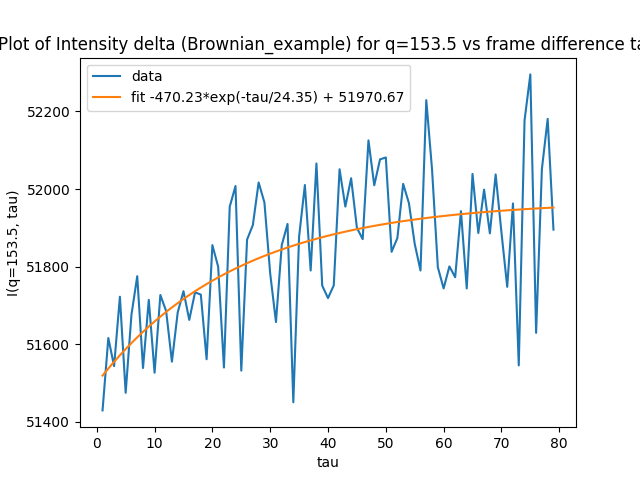 Plot of Intensity delta (Brownian_example) for q=153.5 vs frame difference ta
data
fit -470.23*exp(-tau/24.35) + 51970.67
I(q=153.5, tau)
52200
52000
51800
51600
51400
0 10 20 30 40 50 60 70 80
tau